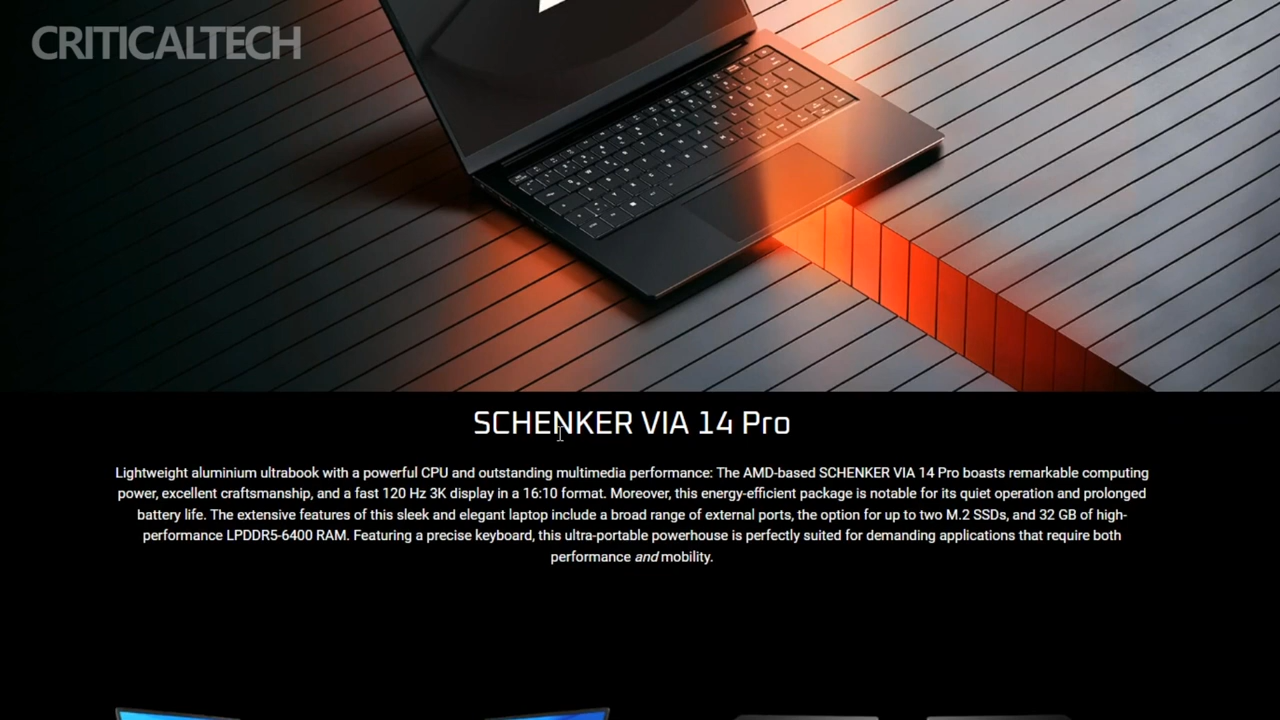 CRITICALTECH
SCHENKER VIA 14 Pro
Lightweight aluminium ultrabook with a powerful CPU and outstanding multimedia performance: The AMD-based SCHENKER VIA 14 Pro boasts remarkable computing
power, excellent craftsmanship, and a fast 120 Hz 3K display in a 16:10 format. Moreover, this energy-efficient package is notable for its quiet operation and prolonged
battery life. The extensive features of this sleek and elegant laptop include a broad range of external ports, the option for up to two M.2 SSDs, and 32 GB of high-
performance LPDDR5-6400 RAM. Featuring a precise keyboard, this ultra-portable powerhouse is perfectly suited for demanding applications that require both
performance and mobility.